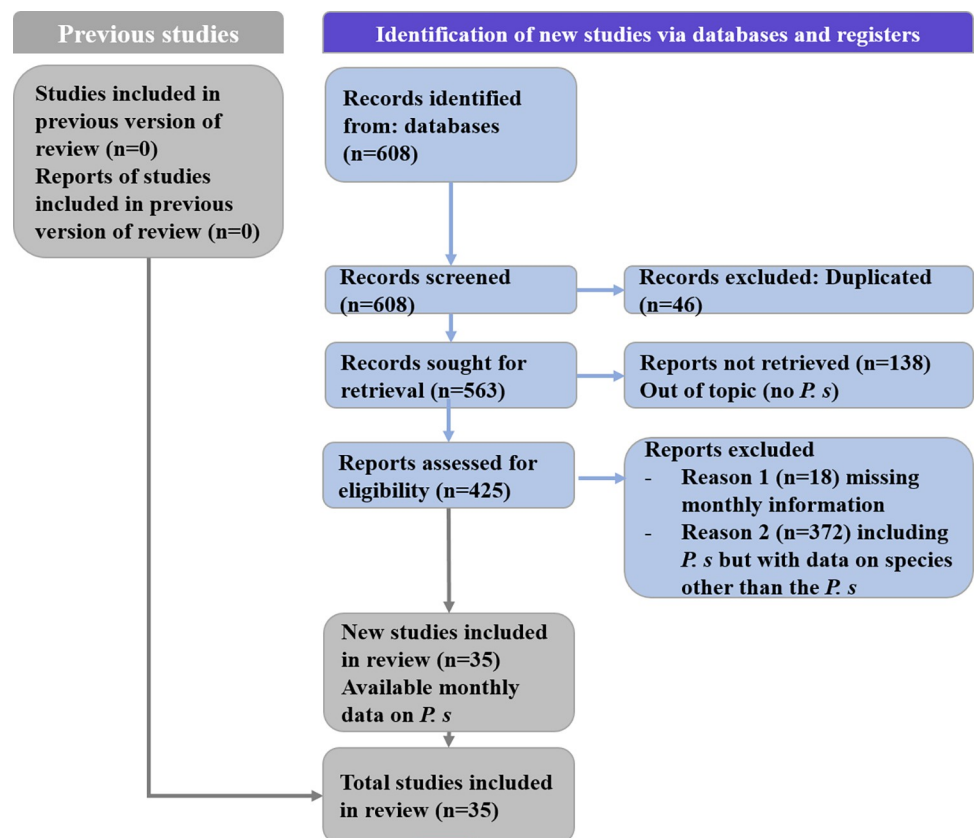 Previous studies
Identification of new studies via databases and registers
Studies included in
previous version of
review (n=0)
Reports of studies
included in previous
version of review (n=0)
Records identified
from: databases
(n=608)
Records screened
(n=608)
Records excluded: Duplicated
(n=46)
Records sought for
retrieval (n=563)
Reports not retrieved (n=138)
Out of topic (no P. s)
Reports assessed for
eligibility (n=425)
Reports excluded
- Reason 1 (n=18) missing
monthly information
- Reason 2 (n=372) including
P. s but with data on species
other than the P. s
New studies included
in review (n=35)
Available monthly
data on P. s
Total studies included
in review (n=35)